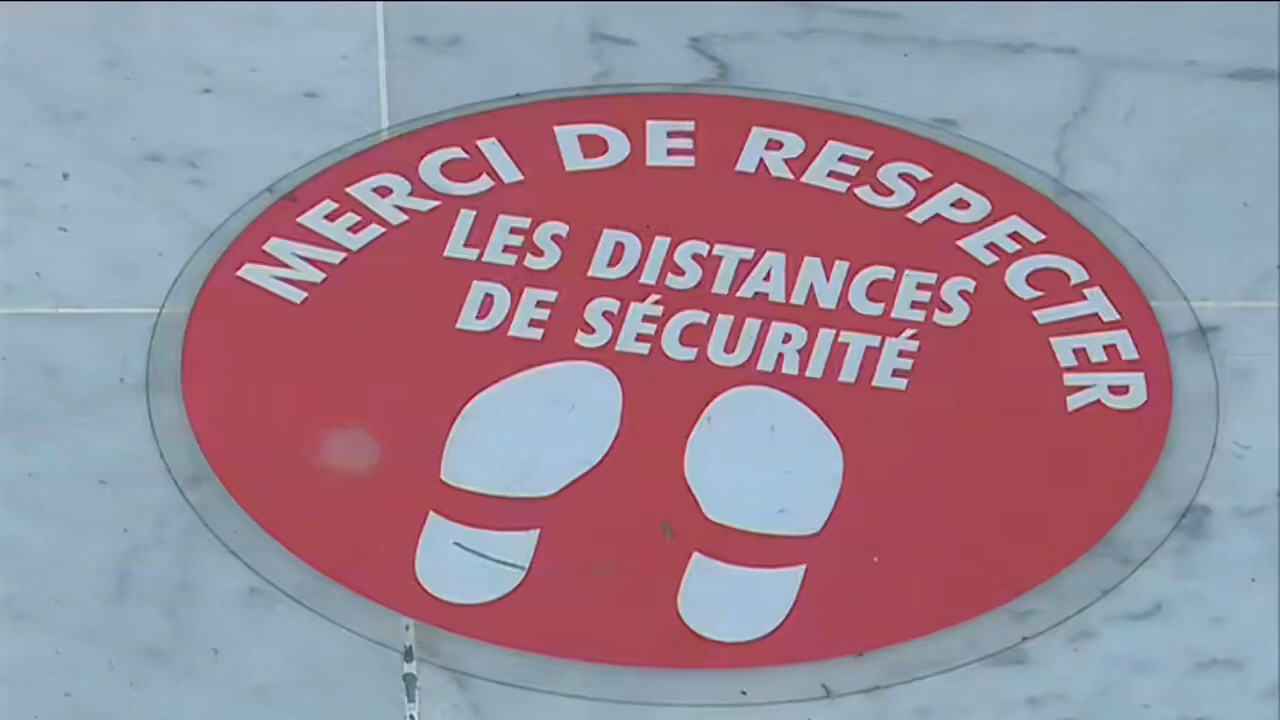 MERCI DE RESPECTER
LES DISTANCES
DE SÉCURITÉ